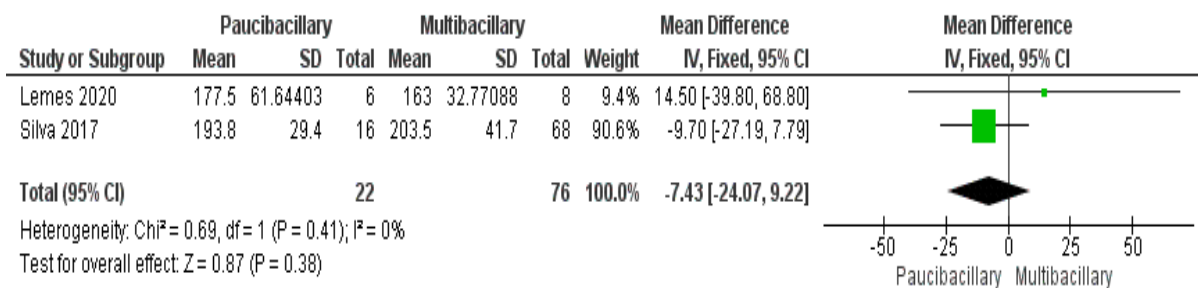 Paucibacillary Multibacillary Mean Difference Mean Difference
Study or Subgroup Mean SD Total Mean SD Total Weight IV, Fixed, 95% CI IV, Fixed, 95% CI
Lemes 2020 177.5 61.64403 6 163 32.77088 8 9.4% 14.50 [-39.80, 68.80]
Silva 2017 193.8 29.4 16 203.5 41.7 68 90.6% -9.70 [-27.19, 7.79]
Total (95% CI) 22 76 100.0% -7.43 [-24.07, 9.22]
Heterogeneity: Chi² = 0.69, df = 1 (P = 0.41); I² = 0%
Test for overall effect: Z = 0.87 (P = 0.38)
-50 -25 0 25 50
Paucibacillary Multibacillary